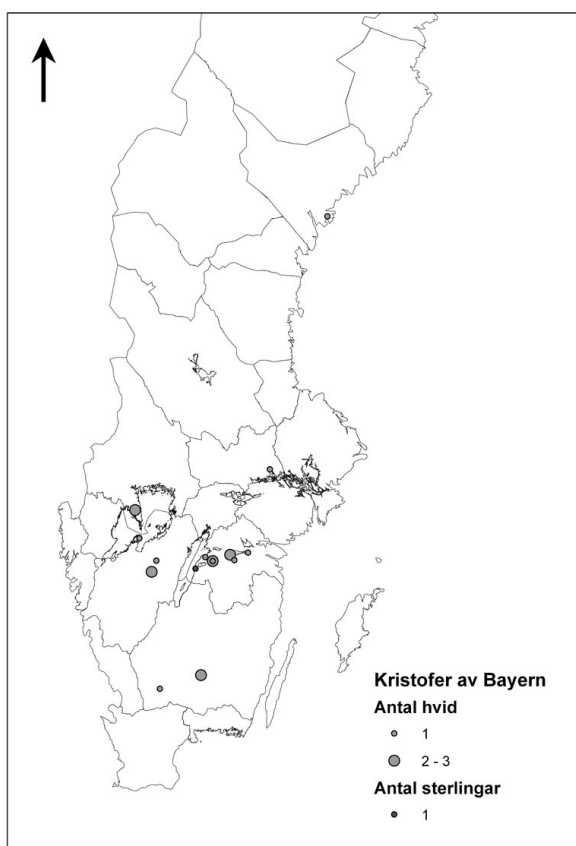 Kristofer av Bayern
Antal hvid
1
2 - 3
Antal sterlingar
1